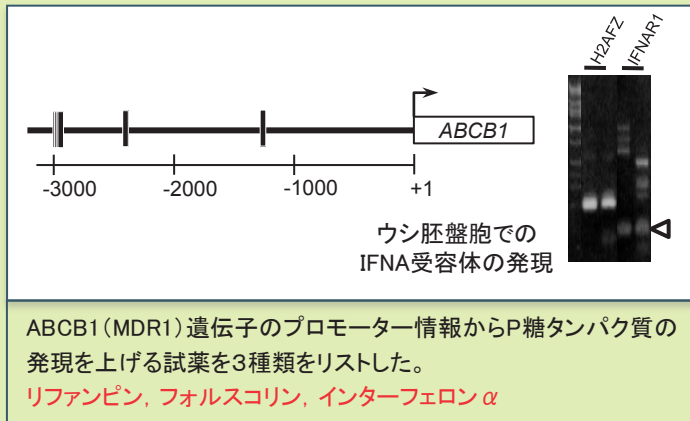 H2AFZ
IFNAR1
ABCB1
-3000
-2000
-1000
+1
ウシ胚盤胞での
IFNA受容体の発現
ABCB1(MDR1)遺伝子のプロモーター情報からP糖タンパク質の
発現を上げる試薬を3種類をリストした。
リファンピン, フォルスコリン, インターフェロンα